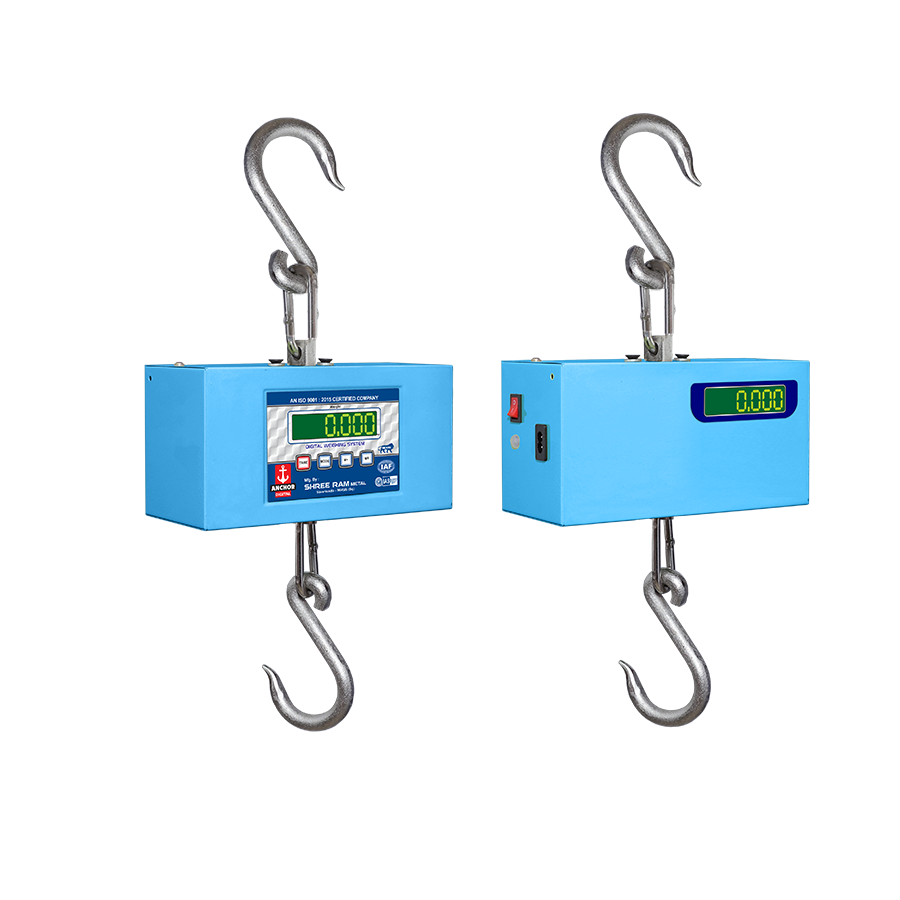 AN ISO 9001 : 2015 CERTIFIED COMPANY
Weight
0.000
DIGITAL WEIGHING SYSTEM
TARE
MODE
ANCHOR
DIGITAL
Mfg. By :
SHREE RAM METAL
IAF
0.000